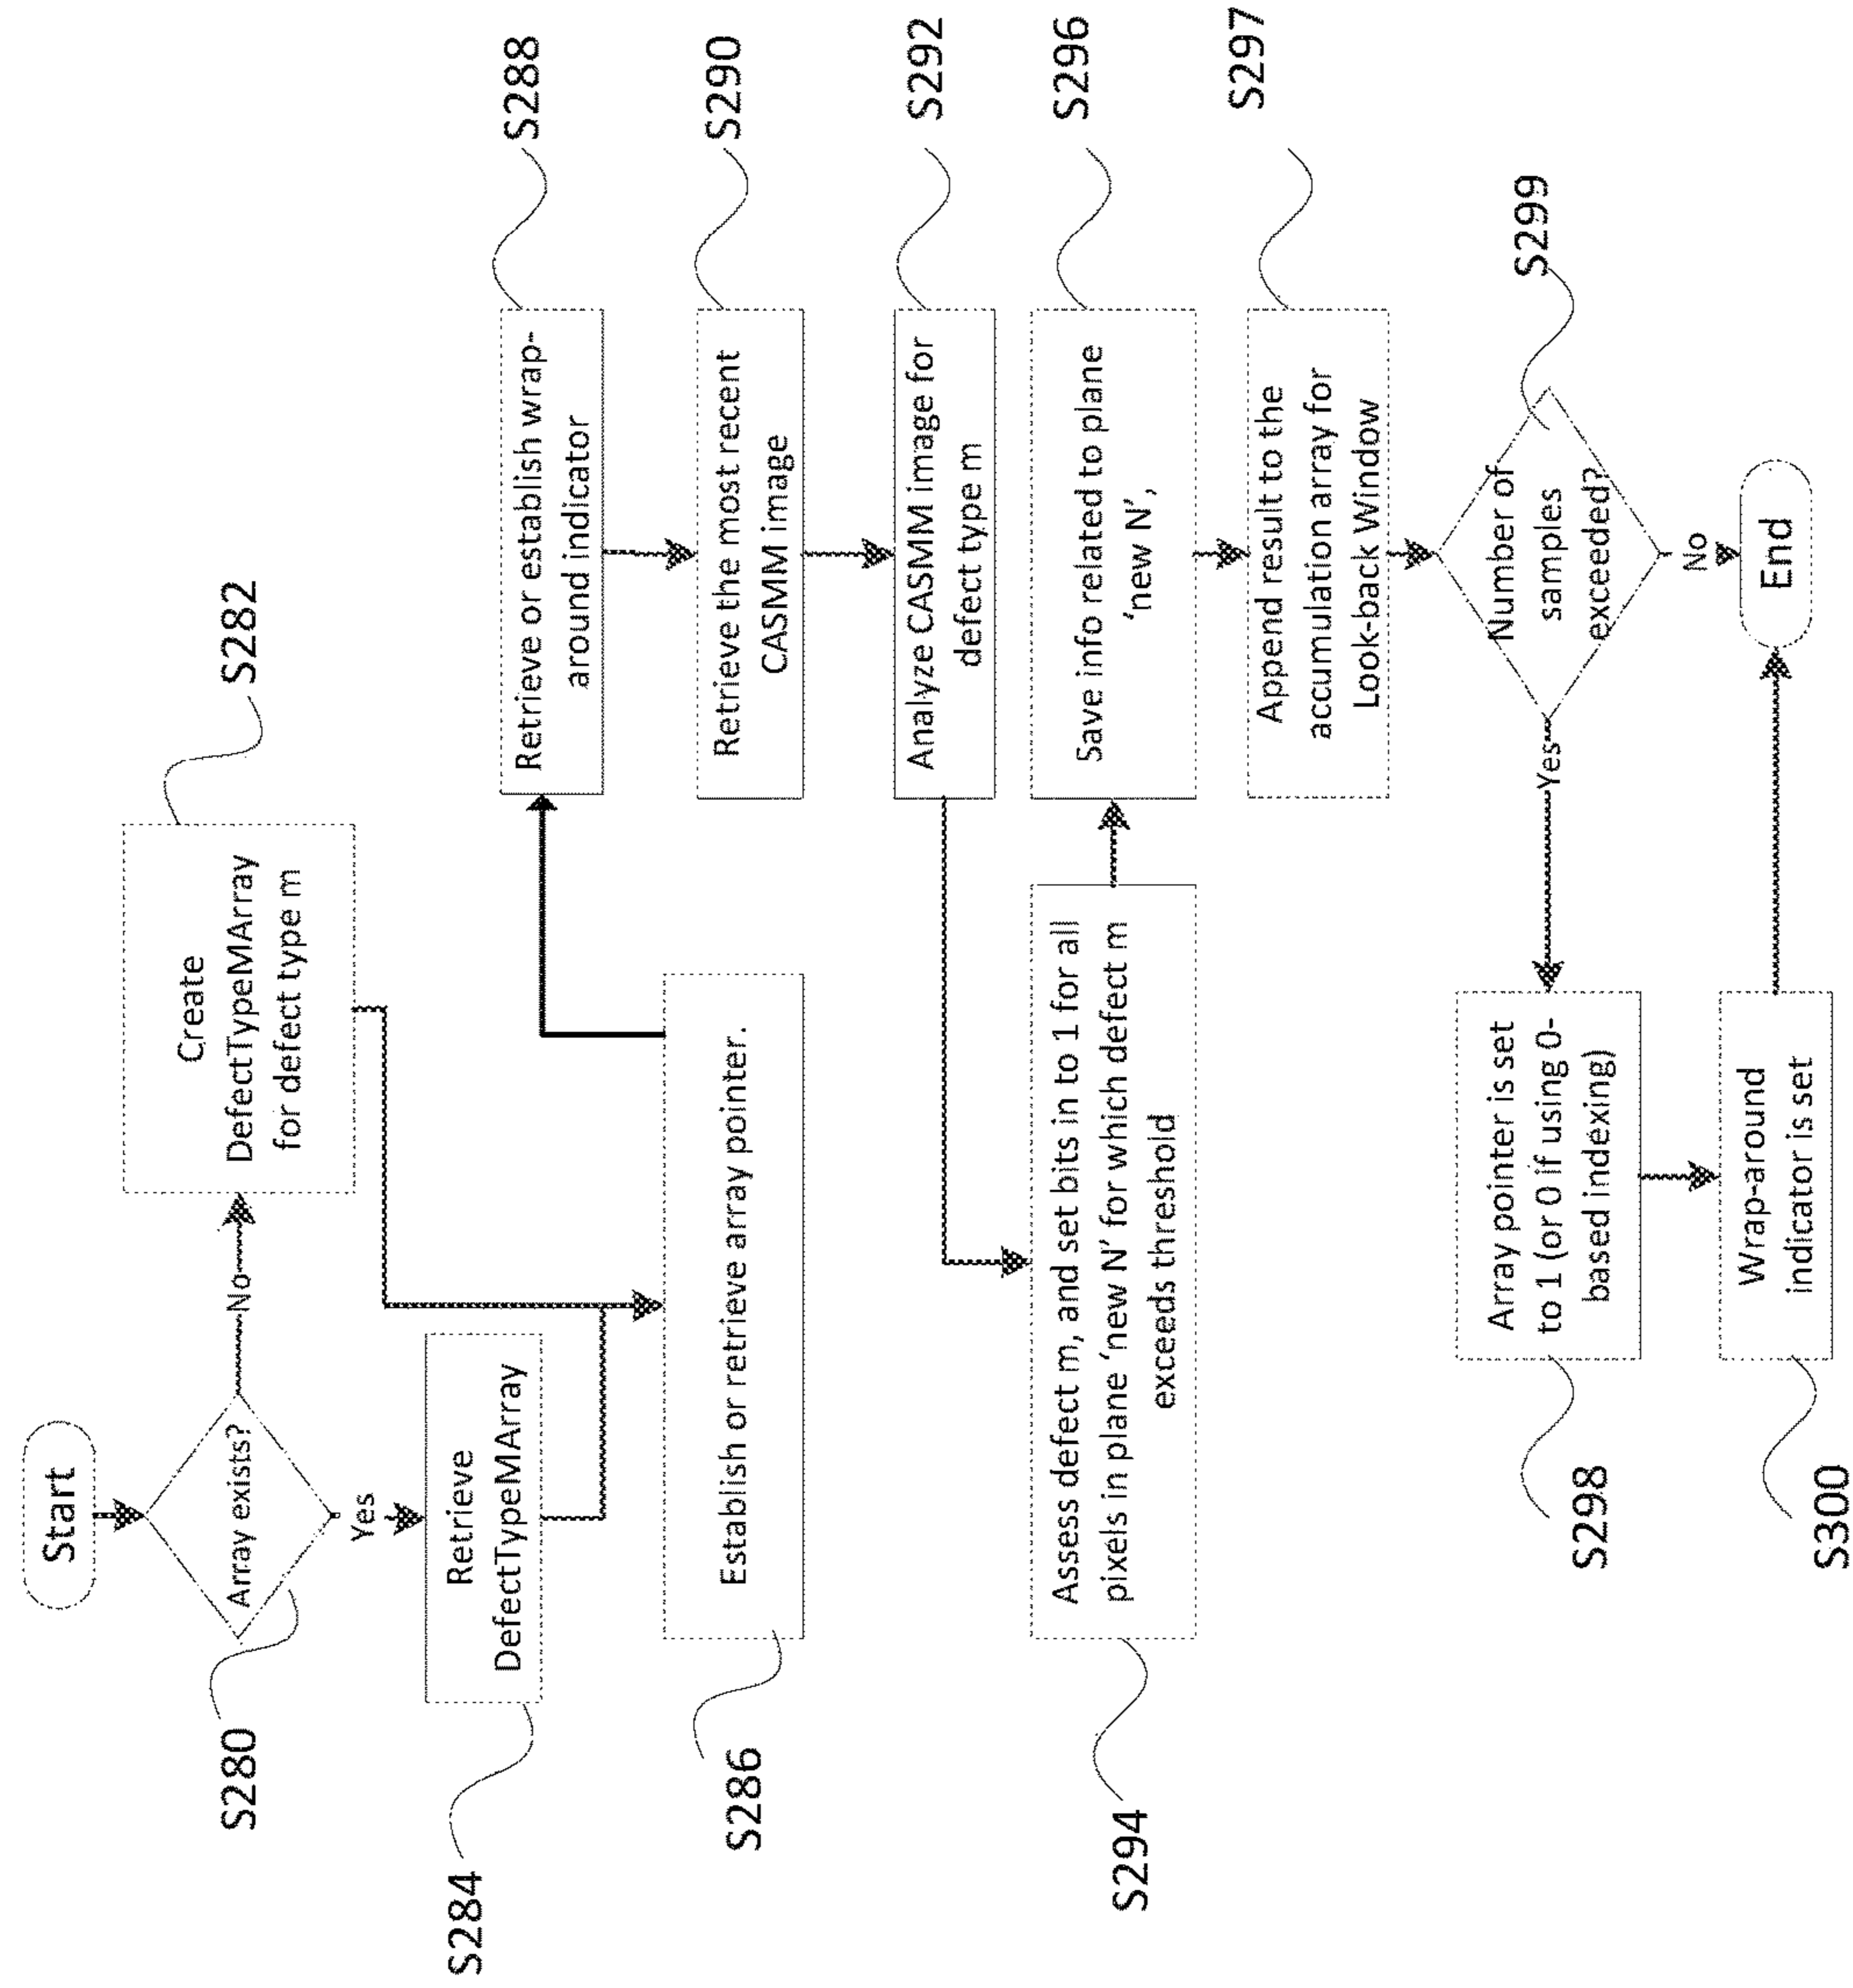 Start
Array exists?
S280
No
Create
DefectTypeMArray
for defect type m
S282
Yes
Retrieve
DefectTypeMArray
S284
Establish or retrieve array pointer.
S286
Retrieve or establish wrap-
around indicator
S288
Retrieve the most recent
CASMM image
S290
Analyze CASMM image for
defect type m
S292
Assess defect m, and set bits in to 1 for all
pixels in plane ‘new N’ for which defect m
exceeds threshold
S294
Save info related to plane
‘new N’,
S296
Append result to the
accumulation array for
Look-back Window
S297
Number of
samples
exceeded?
S299
Yes
No
Array pointer is set
to 1 (or 0 if using 0-
based indexing)
S298
Wrap-around
indicator is set
S300
End